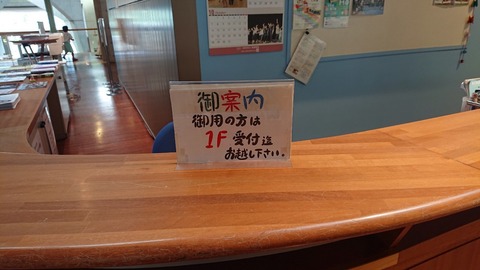 御案内
御用の方は
1F 受付迄
お越し下さい。